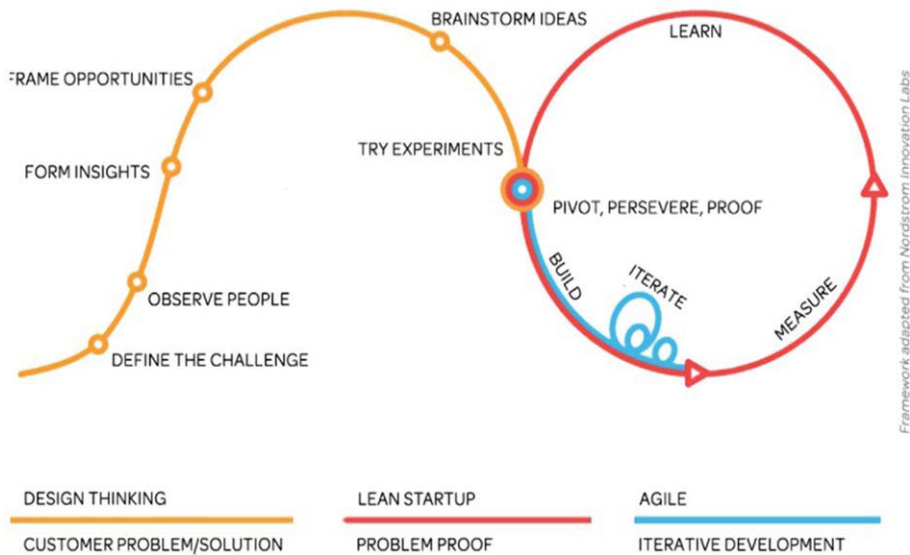 BRAINSTORM IDEAS
LEARN
FRAME OPPORTUNITIES
TRY EXPERIMENTS
FORM INSIGHTS
PIVOT, PERSEVERE, PROOF
BUILD
ITERATE
OBSERVE PEOPLE
MEASURE
DEFINE THE CHALLENGE
Framework adapted from Nordstrom Innovation Labs
DESIGN THINKING
CUSTOMER PROBLEM/SOLUTION
LEAN STARTUP
PROBLEM PROOF
AGILE
ITERATIVE DEVELOPMENT